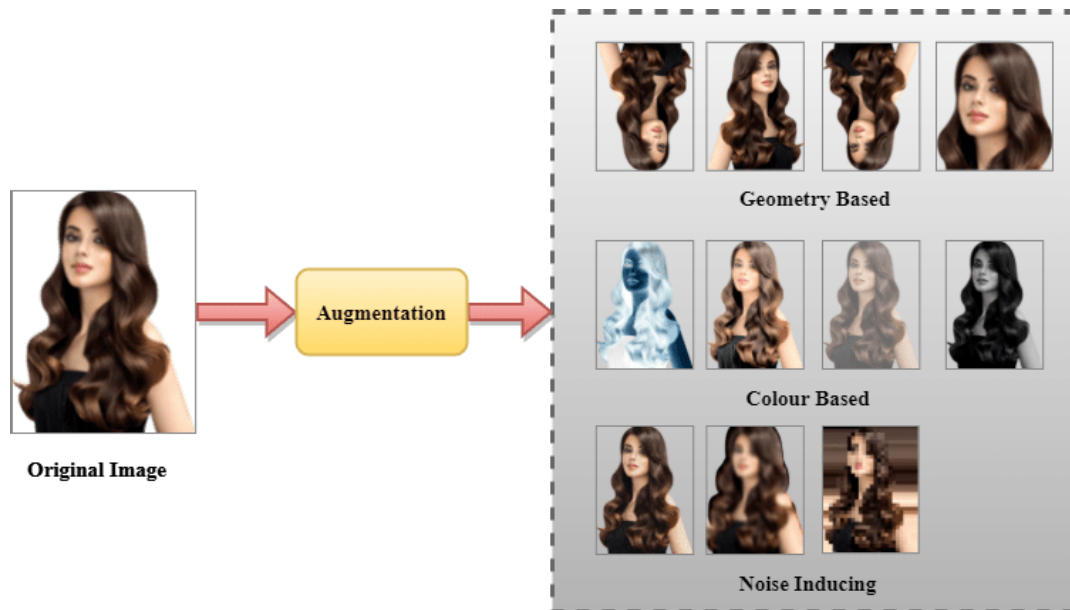 Geometry Based
Augmentation
Colour Based
Original Image
Noise Inducing